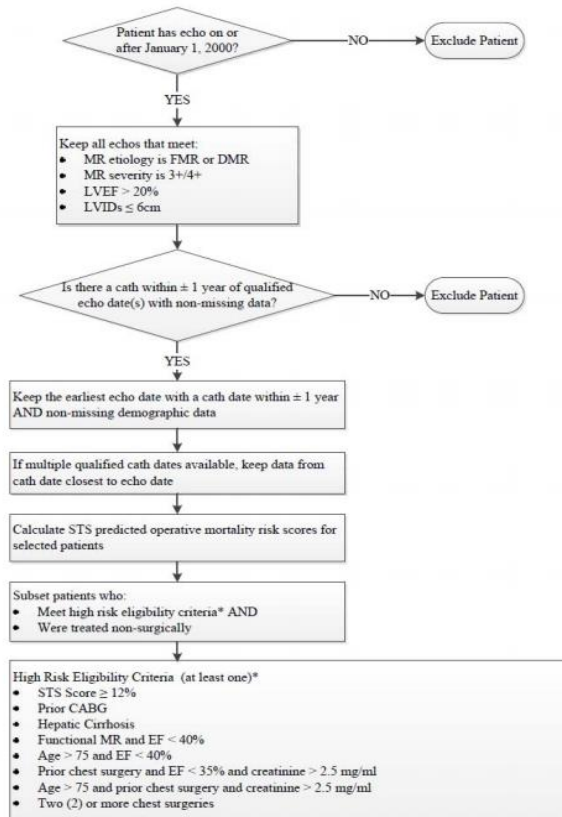 Patient has echo on or
after January 1, 2000?
NO
Exclude Patient
YES
Keep all echos that meet:
• MR etiology is FMR or DMR
• MR severity is 3+/4+
• LVEF > 20%
• LVIDs ≤ 6cm
Is there a cath within ± 1 year of qualified
echo date(s) with non-missing data?
NO
Exclude Patient
YES
Keep the earliest echo date with a cath date within ± 1 year
AND non-missing demographic data
If multiple qualified cath dates available, keep data from
cath date closest to echo date
Calculate STS predicted operative mortality risk scores for
selected patients
Subset patients who:
• Meet high risk eligibility criteria* AND
• Were treated non-surgically
High Risk Eligibility Criteria (at least one)*
• STS Score ≥ 12%
• Prior CABG
• Hepatic Cirrhosis
• Functional MR and EF < 40%
• Age > 75 and EF < 40%
• Prior chest surgery and EF < 35% and creatinine > 2.5 mg/ml
• Age > 75 and prior chest surgery and creatinine > 2.5 mg/ml
• Two (2) or more chest surgeries